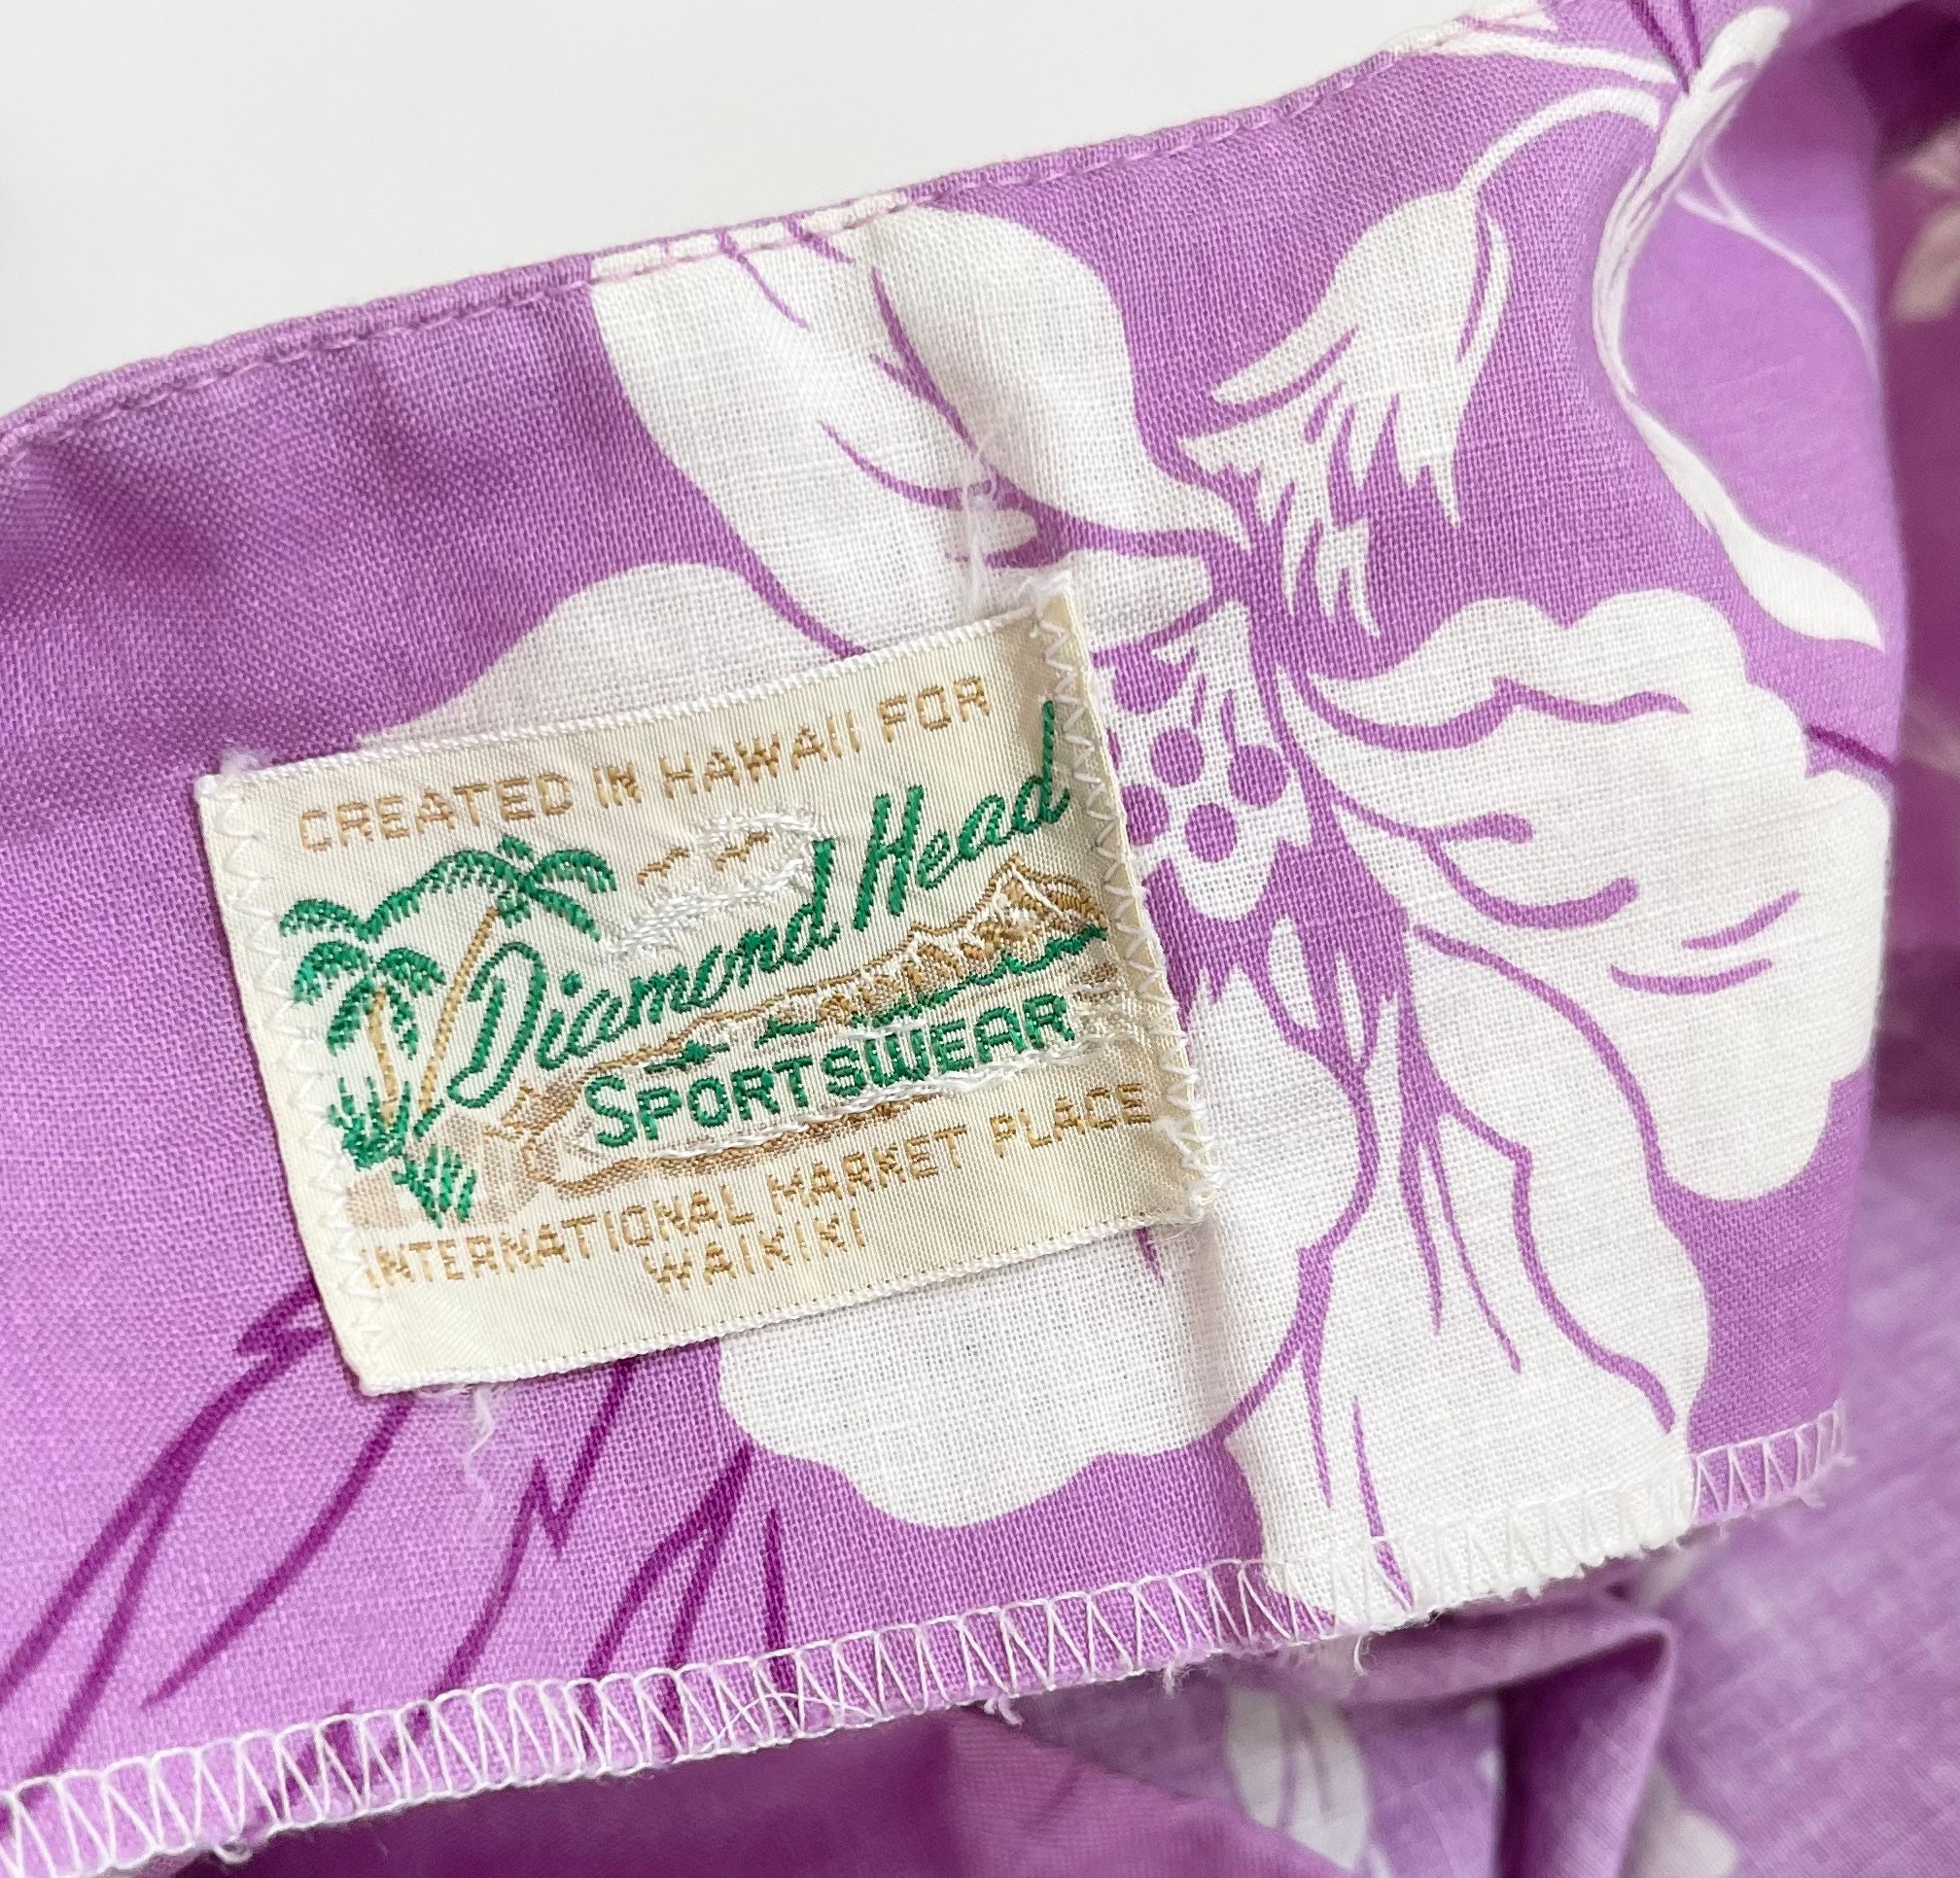 CREATED IN HAWAII FOR
Diamond Head
SPORTSWEAR
INTERNATIONAL MARKET PLACE
WAIKIKI